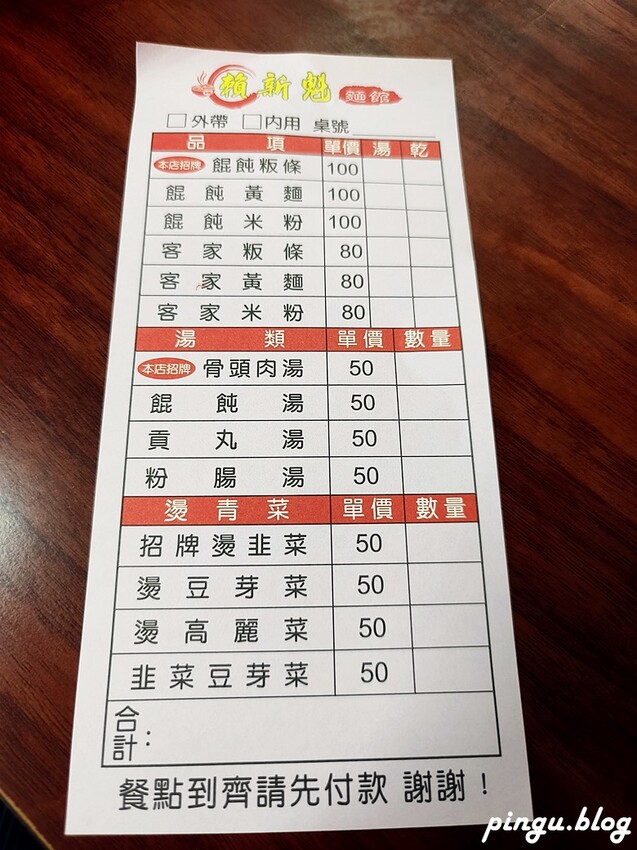 賴新魁 麵館
□外帶 □內用 桌號
品項 單價 湯 乾
本店招牌 餛飩粄條 100
餛飩黃麵 100
餛飩米粉 100
客家粄條 80
客家黃麵 80
客家米粉 80
湯類 單價 數量
本店招牌 骨頭肉湯 50
餛飩湯 50
貢丸湯 50
粉腸湯 50
燙青菜 單價 數量
招牌燙韭菜 50
燙豆芽菜 50
燙高麗菜 50
韭菜豆芽菜 50
合計:
餐點到齊請先付款 謝謝!
pingu.blog